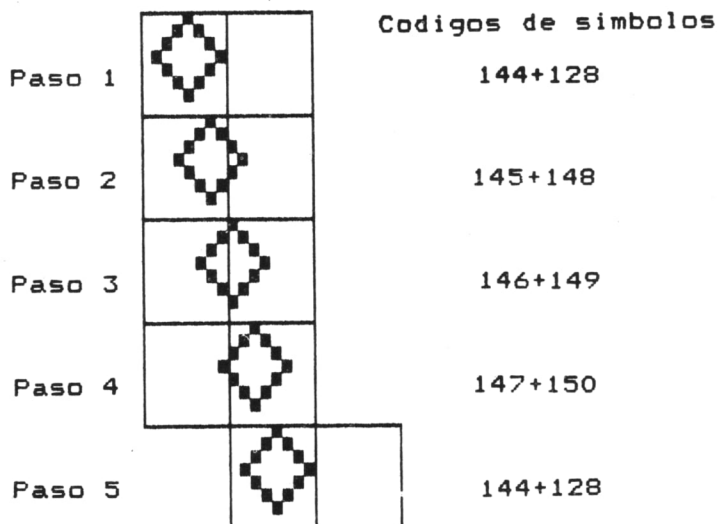 Codigos de simbolos
Paso 1 144+128
Paso 2 145+148
Paso 3 146+149
Paso 4 147+150
Paso 5 144+128